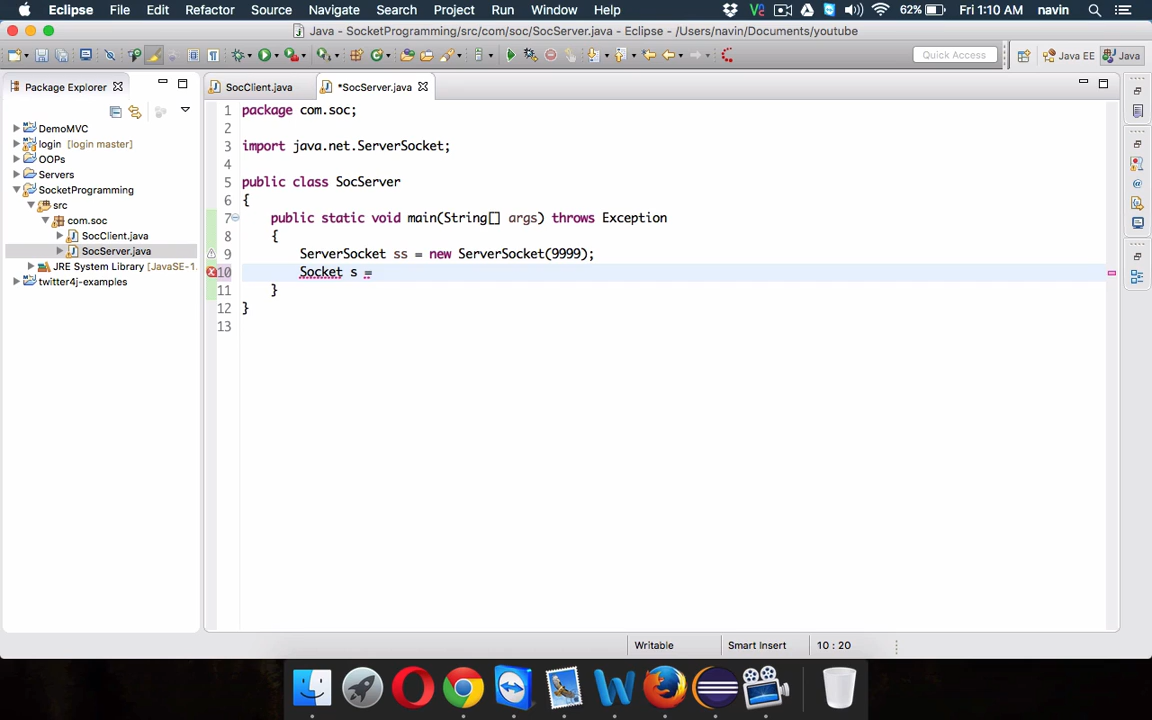 Eclipse File Edit Refactor Source Navigate Search Project Run Window Help 62% Fri 1:10 AM navin
Java - SocketProgramming/src/com/soc/SocServer.java - Eclipse - /Users/navin/Documents/youtube
Quick Access Java EE Java
Package Explorer
SocClient.java *SocServer.java
DemoMVC
login [login master]
OOPs
Servers
SocketProgramming
src
com.soc
SocClient.java
SocServer.java
JRE System Library [JavaSE-1.
twitter4j-examples
1 package com.soc;
2
3 import java.net.ServerSocket;
4
5 public class SocServer
6 {
7 public static void main(String[] args) throws Exception
8 {
9 ServerSocket ss = new ServerSocket(9999);
10 Socket s =
11 }
12 }
13
Writable Smart Insert 10 : 20